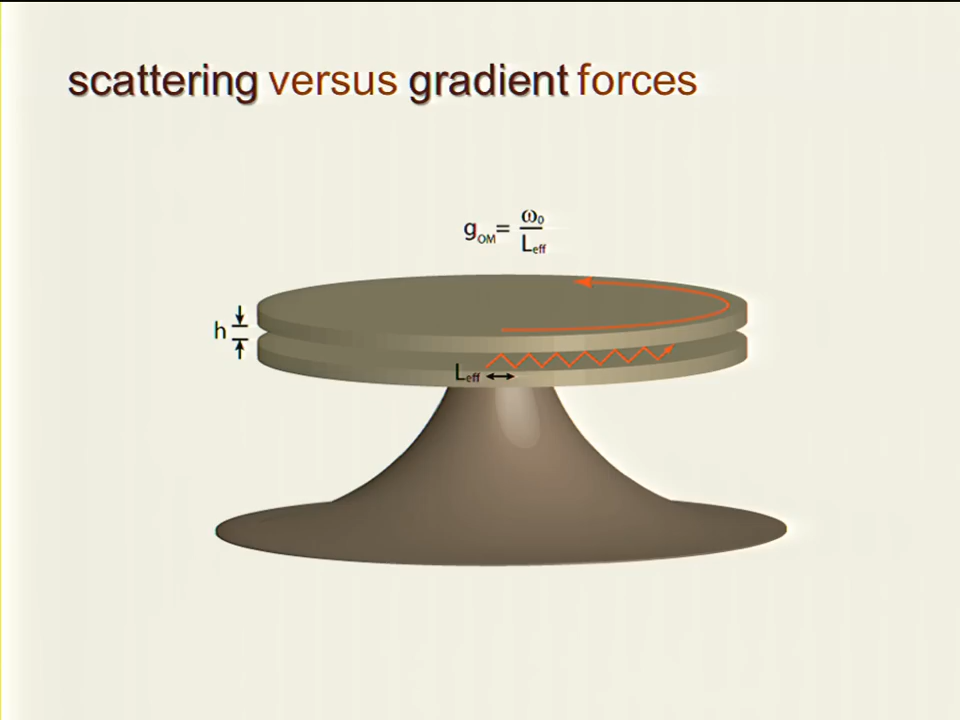 scattering versus gradient forces
g_OM = ω₀ / L_eff
h
L_eff